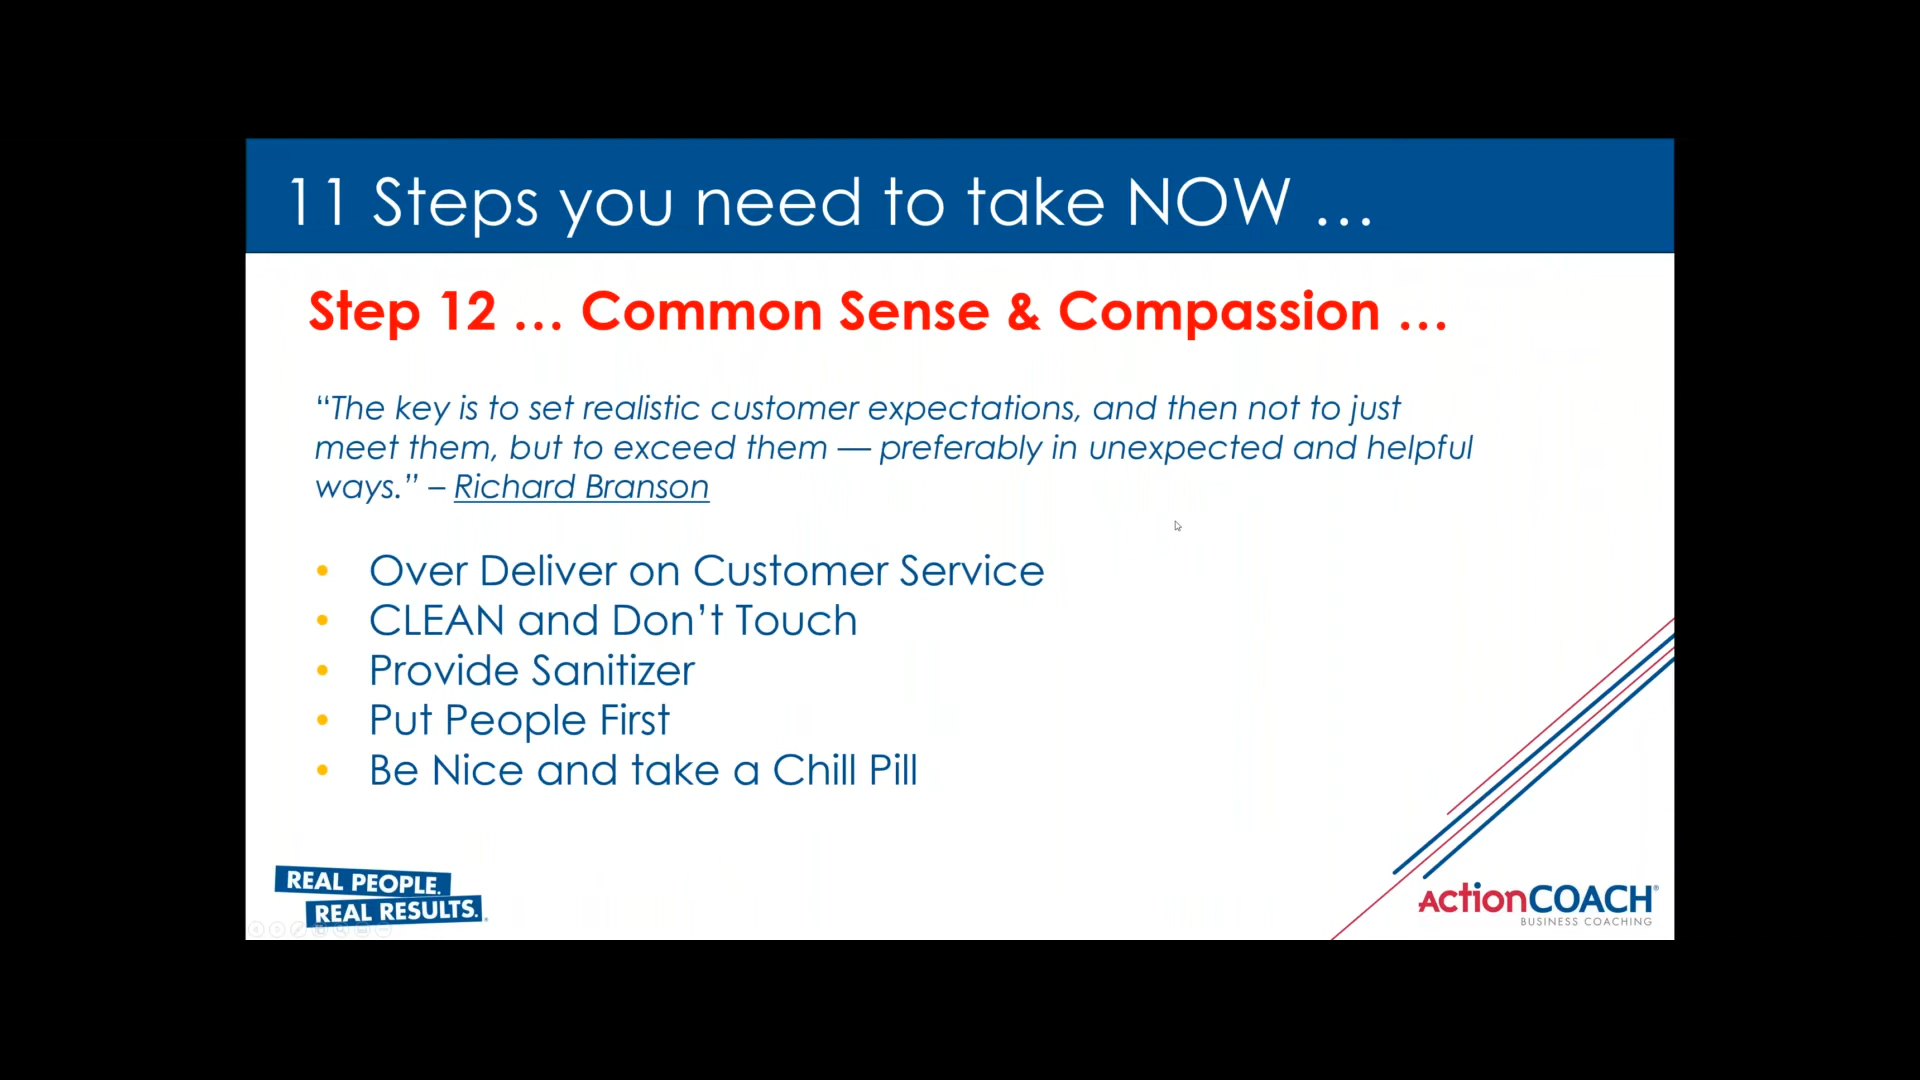 11 Steps you need to take NOW …
Step 12 … Common Sense & Compassion …
“The key is to set realistic customer expectations, and then not to just
meet them, but to exceed them — preferably in unexpected and helpful
ways.” – Richard Branson
• Over Deliver on Customer Service
• CLEAN and Don’t Touch
• Provide Sanitizer
• Put People First
• Be Nice and take a Chill Pill
REAL PEOPLE.
REAL RESULTS.
ActionCOACH®
BUSINESS COACHING